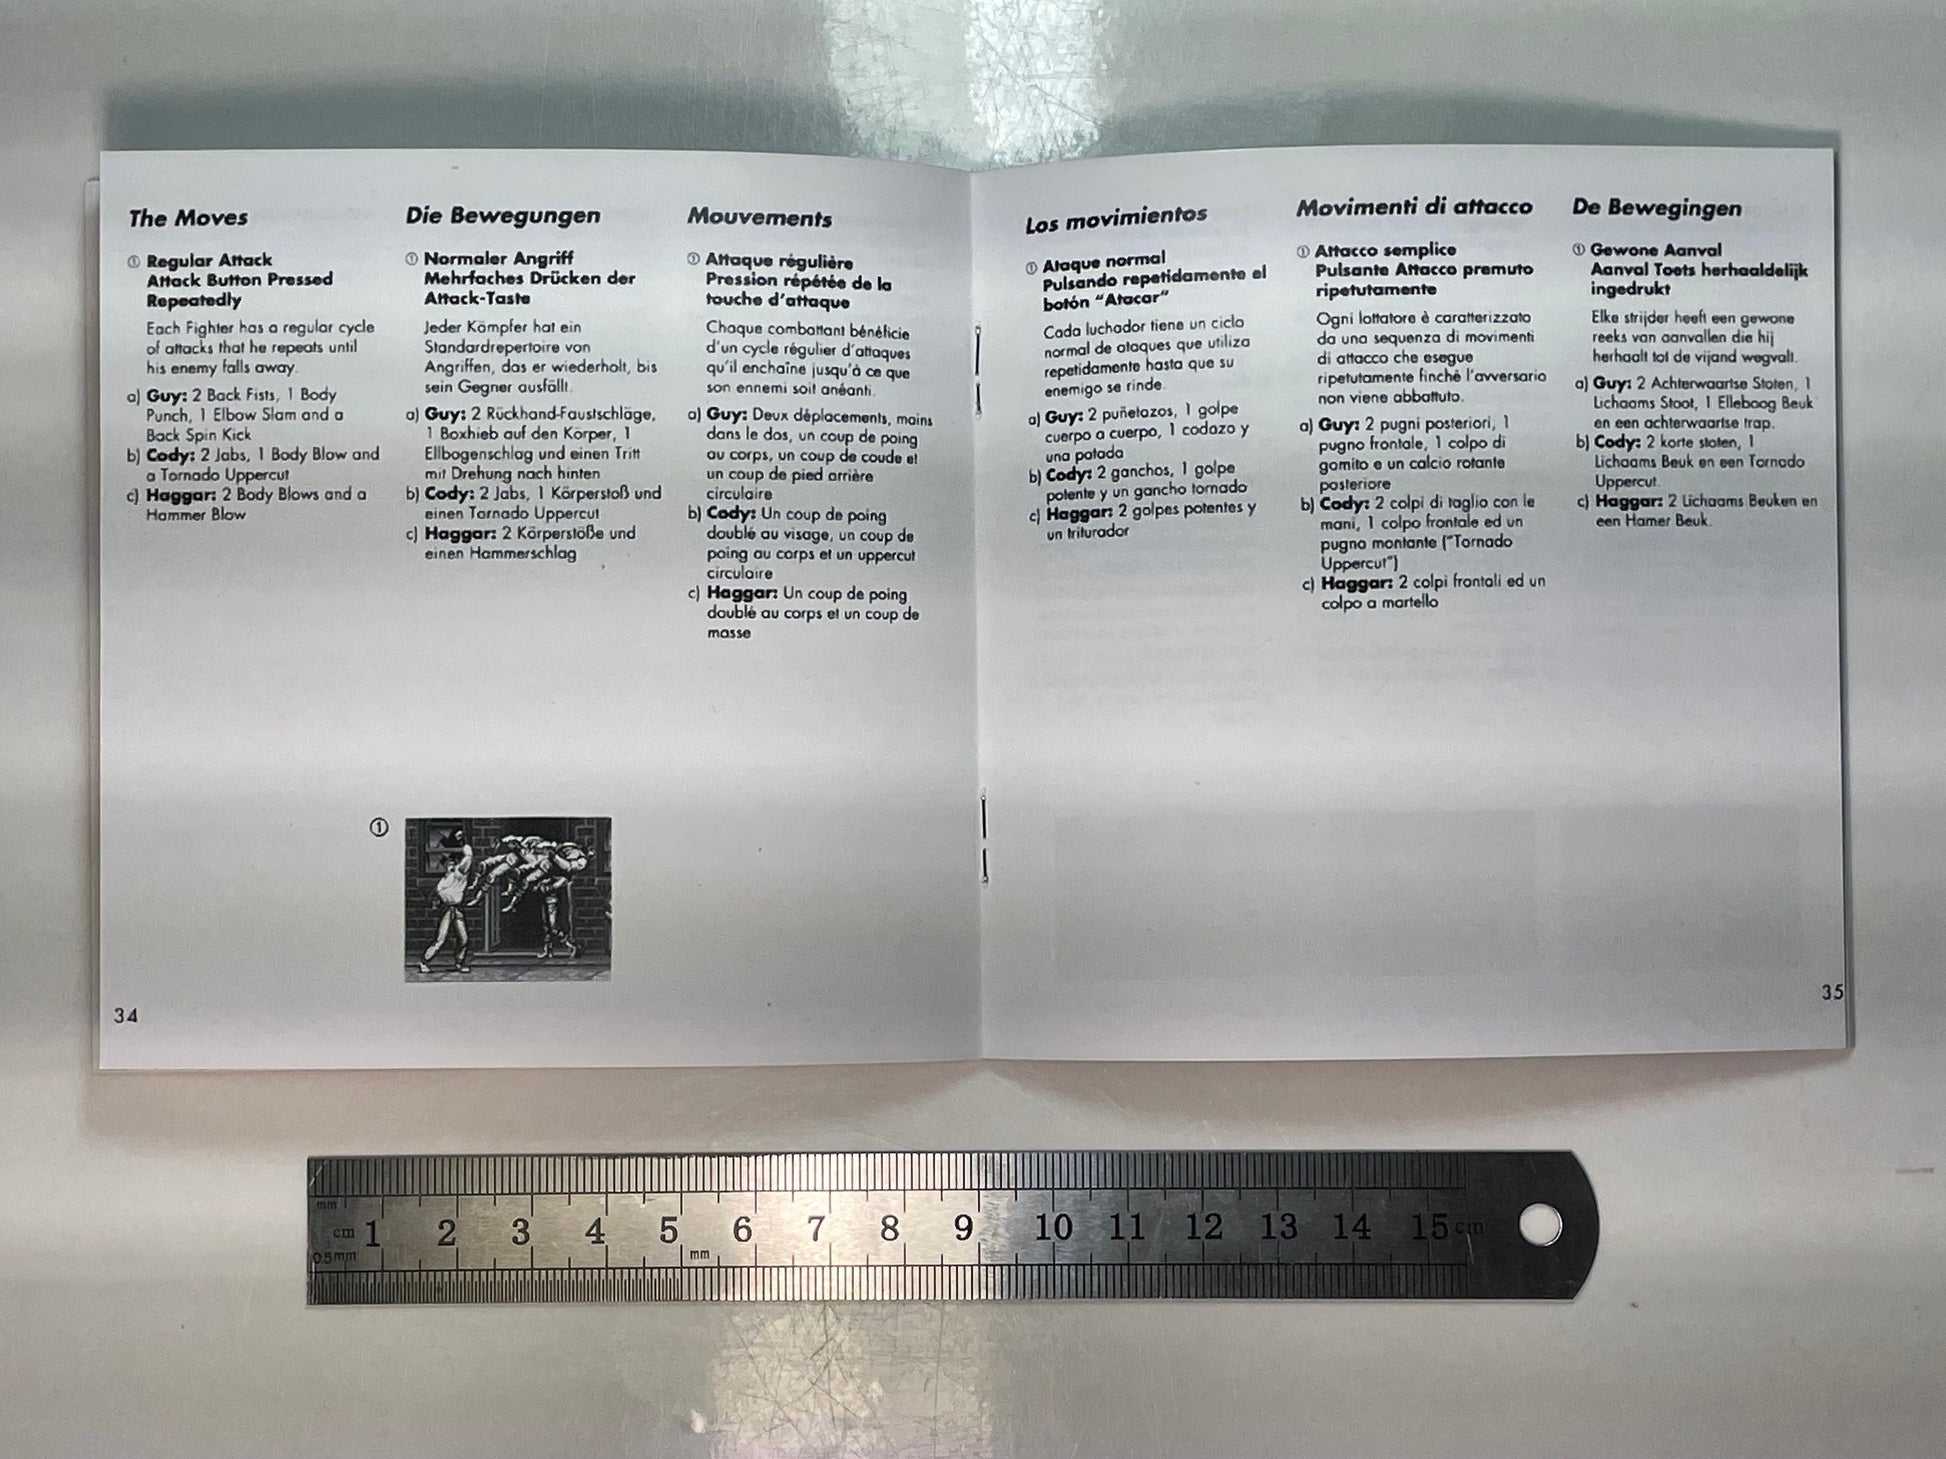 The Moves
① Regular Attack
Attack Button Pressed
Repeatedly
Each Fighter has a regular cycle
of attacks that he repeats until
his enemy falls away.
a) Guy: 2 Back Fists, 1 Body
Punch, 1 Elbow Slam and a
Back Spin Kick
b) Cody: 2 Jabs, 1 Body Blow and
a Tornado Uppercut
c) Haggar: 2 Body Blows and a
Hammer Blow
Die Bewegungen
① Normaler Angriff
Mehrfaches Drücken der
Attack-Taste
Jeder Kämpfer hat ein
Standardrepertoire von
Angriffen, das er wiederholt, bis
sein Gegner ausfällt.
a) Guy: 2 Rückhand-Faustschläge,
1 Boxhieb auf den Körper, 1
Ellbogenschlag und einen Tritt
mit Drehung nach hinten
b) Cody: 2 Jabs, 1 Körperstoß und
einen Tornado Uppercut
c) Haggar: 2 Körperstöße und
einen Hammerschlag
Mouvements
① Attaque régulière
Pression répétée de la
touche d'attaque
Chaque combattant bénéficie
d'un cycle régulier d'attaques
qu'il enchaîne jusqu'à ce que
son ennemi soit anéanti.
a) Guy: Deux déplacements, mains
dans le dos, un coup de poing
au corps, un coup de coude et
un coup de pied arrière
circulaire
b) Cody: Un coup de poing
doublé au visage, un coup de
poing au corps et un uppercut
circulaire
c) Haggar: Un coup de poing
doublé au corps et un coup de
masse
①
34
Los movimientos
① Ataque normal
Pulsando repetidamente el
botón "Atacar"
Cada luchador tiene un ciclo
normal de ataques que utiliza
repetidamente hasta que su
enemigo se rinde.
a) Guy: 2 puñetazos, 1 golpe
cuerpo a cuerpo, 1 codazo y
una patada
b) Cody: 2 ganchos, 1 golpe
potente y un gancho tornado
c) Haggar: 2 golpes potentes y
un triturador
Movimenti di attacco
① Attacco semplice
Pulsante Attacco premuto
ripetutamente
Ogni lottatore è caratterizzato
da una sequenza di movimenti
di attacco che esegue
ripetutamente finché l'avversario
non viene abbattuto.
a) Guy: 2 pugni posteriori, 1
pugno frontale, 1 colpo di
gomito e un calcio rotante
posteriore
b) Cody: 2 colpi di taglio con le
mani, 1 colpo frontale ed un
pugno montante ("Tornado
Uppercut")
c) Haggar: 2 colpi frontali ed un
colpo a martello
De Bewegingen
① Gewone Aanval
Aanval Toets herhaaldelijk
ingedrukt
Elke strijder heeft een gewone
reeks van aanvallen die hij
herhaalt tot de vijand wegvalt.
a) Guy: 2 Achterwaartse Stoten, 1
Lichaams Stoot, 1 Elleboog Beuk
en een achterwaartse trap.
b) Cody: 2 korte stoten, 1
Lichaams Beuk en een Tornado
Uppercut.
c) Haggar: 2 Lichaams Beuken en
een Hamer Beuk.
35
mm
cm 1 2 3 4 5 6 7 8 9 10 11 12 13 14 15 cm
0.5mm mm